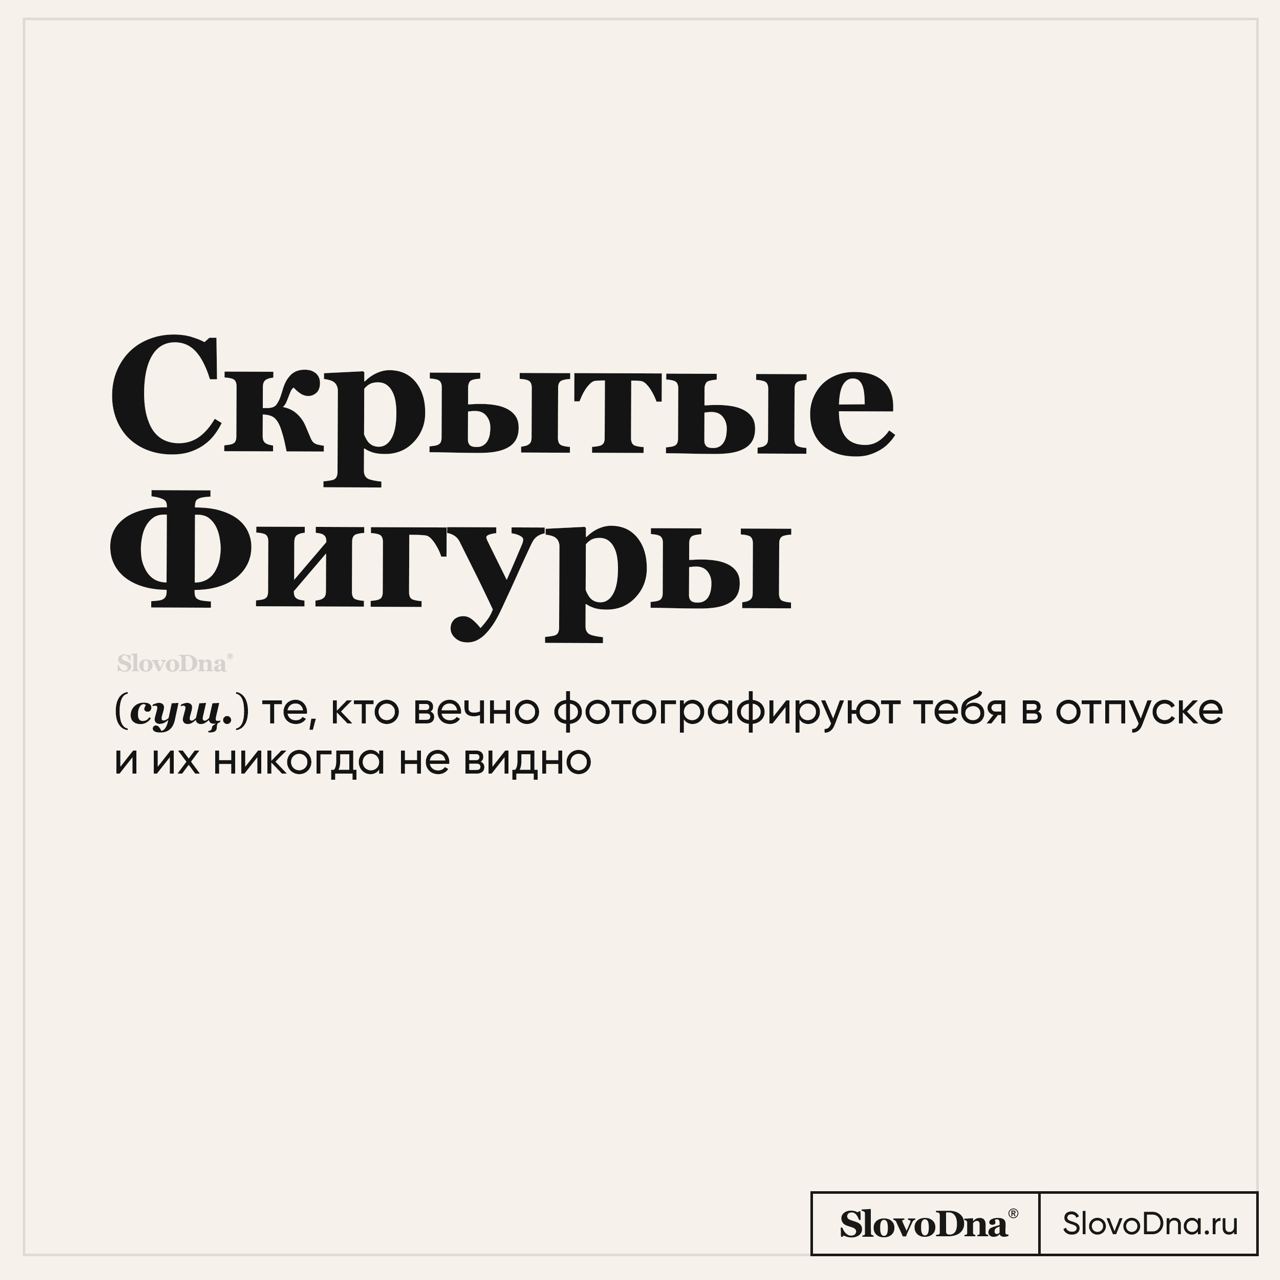 Скрытые
Фигуры
SlovoDna®
(сущ.) те, кто вечно фотографируют тебя в отпуске
и их никогда не видно
SlovoDna® SlovoDna.ru